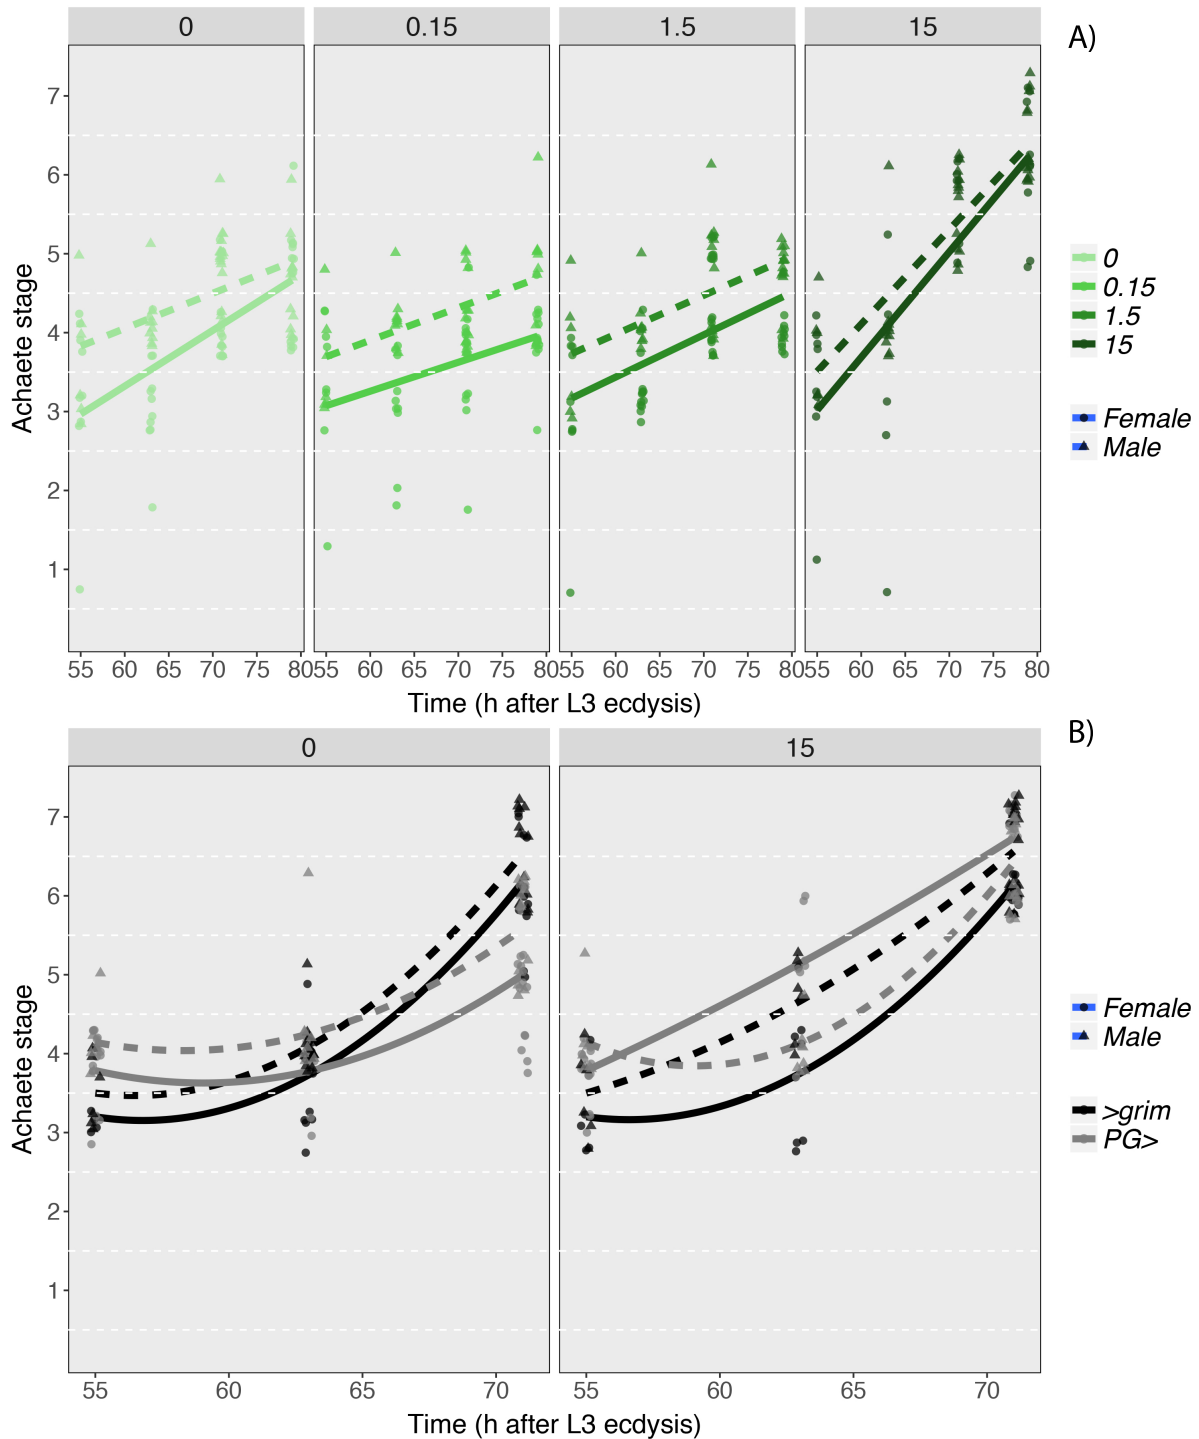 0 0.15 1.5 15 A)
7
6
5
4
3
2
1
Achaete stage
55 60 65 70 75 80 55 60 65 70 75 80 55 60 65 70 75 80 55 60 65 70 75 80
Time (h after L3 ecdysis)
0
0.15
1.5
15
Female
Male
0 15 B)
7
6
5
4
3
2
1
Achaete stage
55 60 65 70 55 60 65 70
Time (h after L3 ecdysis)
Female
Male
>grim
PG>